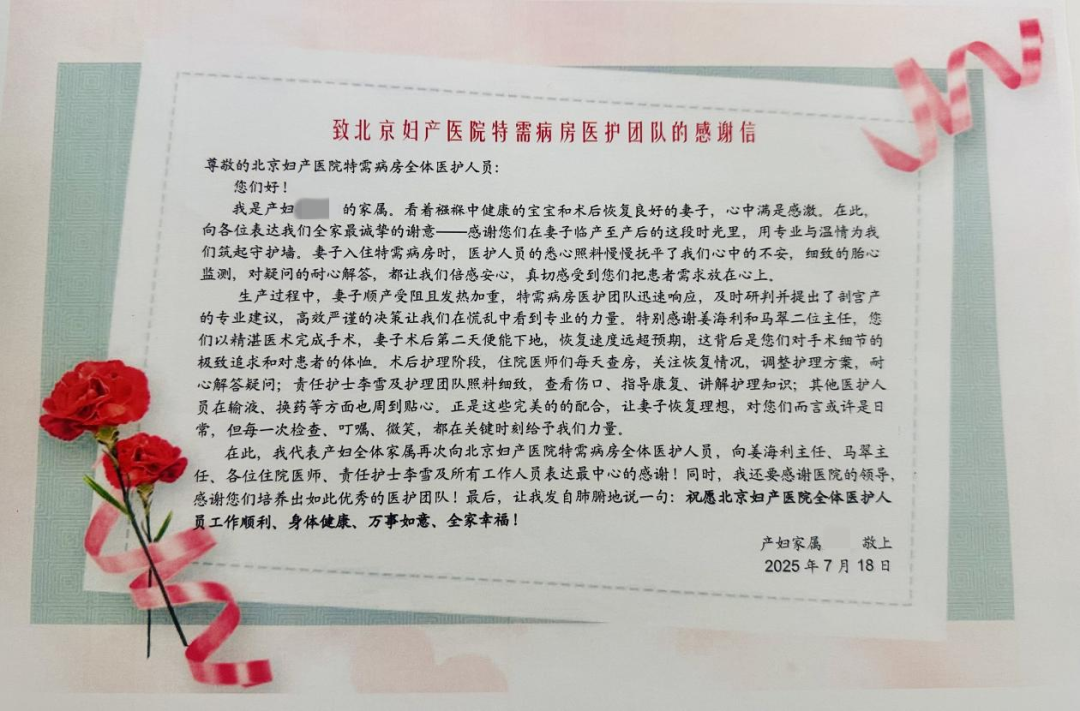 致北京妇产医院特需病房医护团队的感谢信
尊敬的北京妇产医院特需病房全体医护人员：
您们好！
我是产妇 的家属。看着襁褓中健康的宝宝和术后恢复良好的妻子，心中满是感激。在此，
向各位表达我们全家最诚挚的谢意——感谢您们在妻子临产至产后的这段时光里，用专业与温情为我
们筑起守护墙。妻子入住特需病房时，医护人员的悉心照料慢慢抚平了我们心中的不安，细致的胎心
监测，对疑问的耐心解答，都让我们倍感安心，真切感受到您们把患者需求放在心上。
生产过程中，妻子顺产受阻且发热加重，特需病房医护团队迅速响应，及时研判并提出了剖宫产
的专业建议，高效严谨的决策让我们在慌乱中看到专业的力量。特别感谢姜海利和马翠二位主任，您
们以精湛医术完成手术，妻子术后第二天便能下地，恢复速度远超预期，这背后是您们对手术细节的
极致追求和对患者的体恤。术后护理阶段，住院医师们每天查房，关注恢复情况，调整护理方案，耐
心解答疑问；责任护士李雪及护理团队照料细致，查看伤口、指导康复、讲解护理知识；其他医护人
员在输液、换药等方面也周到贴心。正是这些完美的的配合，让妻子恢复理想，对您们而言或许是日
常，但每一次检查、叮嘱、微笑，都在关键时刻给予我们力量。
在此，我代表产妇全体家属再次向北京妇产医院特需病房全体医护人员，向姜海利主任、马翠主
任、各位住院医师、责任护士李雪及所有工作人员表达最中心的感谢！同时，我还要感谢医院的领导，
感谢您们培养出如此优秀的医护团队！最后，让我发自肺腑地说一句：祝愿北京妇产医院全体医护人
员工作顺利、身体健康、万事如意、全家幸福！
产妇家属 敬上
2025 年 7 月 18 日